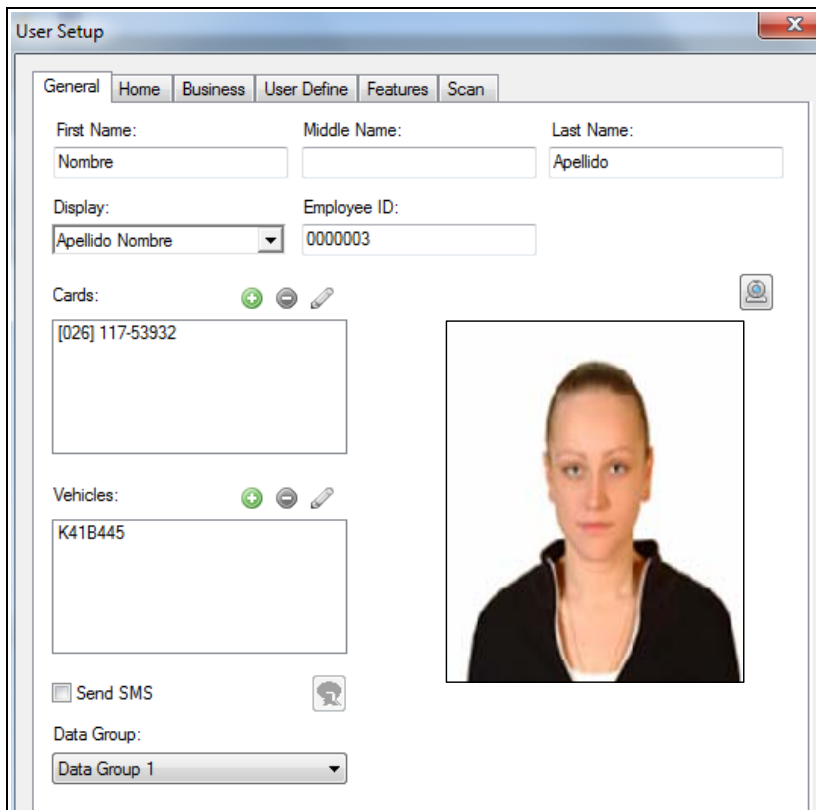 User Setup
General Home Business User Define Features Scan
First Name: Middle Name: Last Name:
Nombre Apellido
Display: Employee ID:
Apellido Nombre 0000003
Cards:
[026] 117-53932
Vehicles:
K41B445
Send SMS
Data Group:
Data Group 1